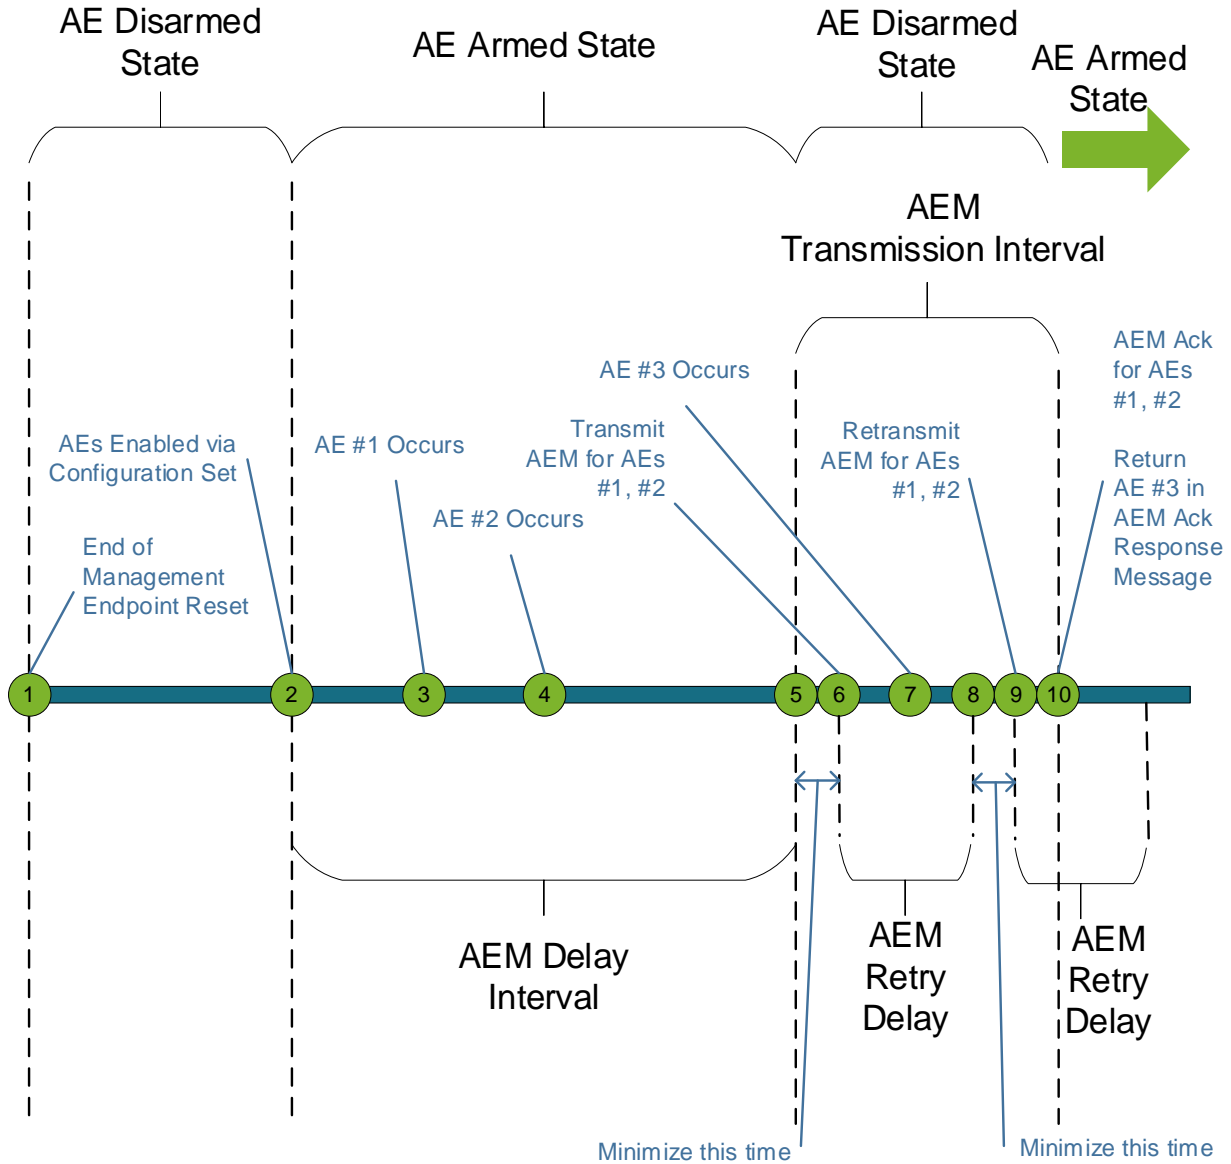 AE Disarmed
State
AE Armed State
AE Disarmed
State
AE Armed
State
AEM
Transmission Interval
AE #3 Occurs
AEM Ack
for AEs
#1, #2
AEs Enabled via
Configuration Set
AE #1 Occurs
Transmit
AEM for AEs
#1, #2
Retransmit
AEM for AEs
#1, #2
Return
AE #3 in
AEM Ack
Response
Message
AE #2 Occurs
End of
Management
Endpoint Reset
1
2
3
4
5
6
7
8
9
10
AEM Delay
Interval
AEM
Retry
Delay
AEM
Retry
Delay
Minimize this time
Minimize this time